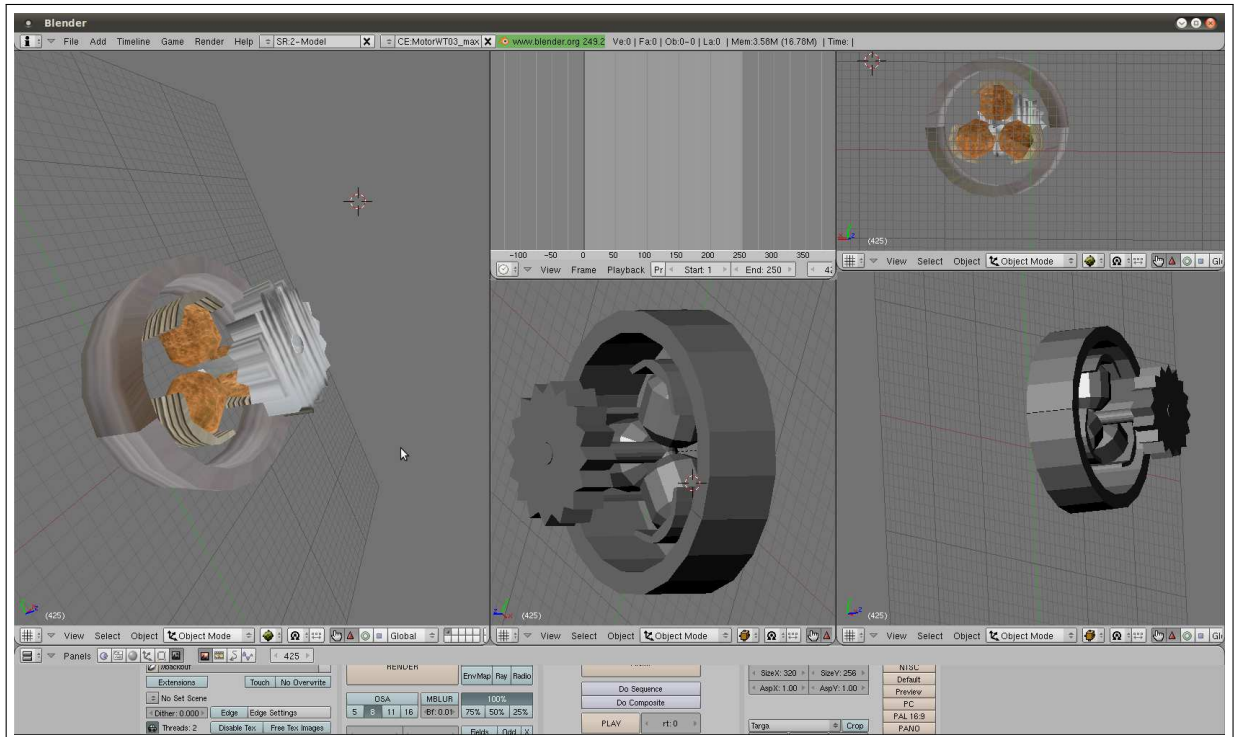 Blender
File Add Timeline Game Render Help SR:2-Model X CE:MotorWT03_max X www.blender.org 249.2 Ve:0 | Fa:0 | Ob:0-0 | La:0 | Mem:3.58M (16.78M) | Time: |
(425)
-100 -50 0 50 100 150 200 250 300 350
View Frame Playback Pr Start: 1 End: 250
View Select Object Object Mode
(425)
(425)
(425)
View Select Object Object Mode Global
View Select Object Object Mode
View Select Object Object Mode
Panels 425
//backbuf
RENDER
NTSC
Extensions Touch No Overwrite
EnvMap Ray Radio
SizeX: 320 SizeY: 256
Default
No Set Scene
OSA MBLUR 100%
Do Sequence
AspX: 1.00 AspY: 1.00
Preview
Do Composite
PC
Dither: 0.000 Edge Edge Settings
5 8 11 16 Bf: 0.01 75% 50% 25%
PAL 16:9
Threads: 2 Disable Tex Free Tex Images
Fields Odd X
PLAY rt: 0
Targa Crop
PANO